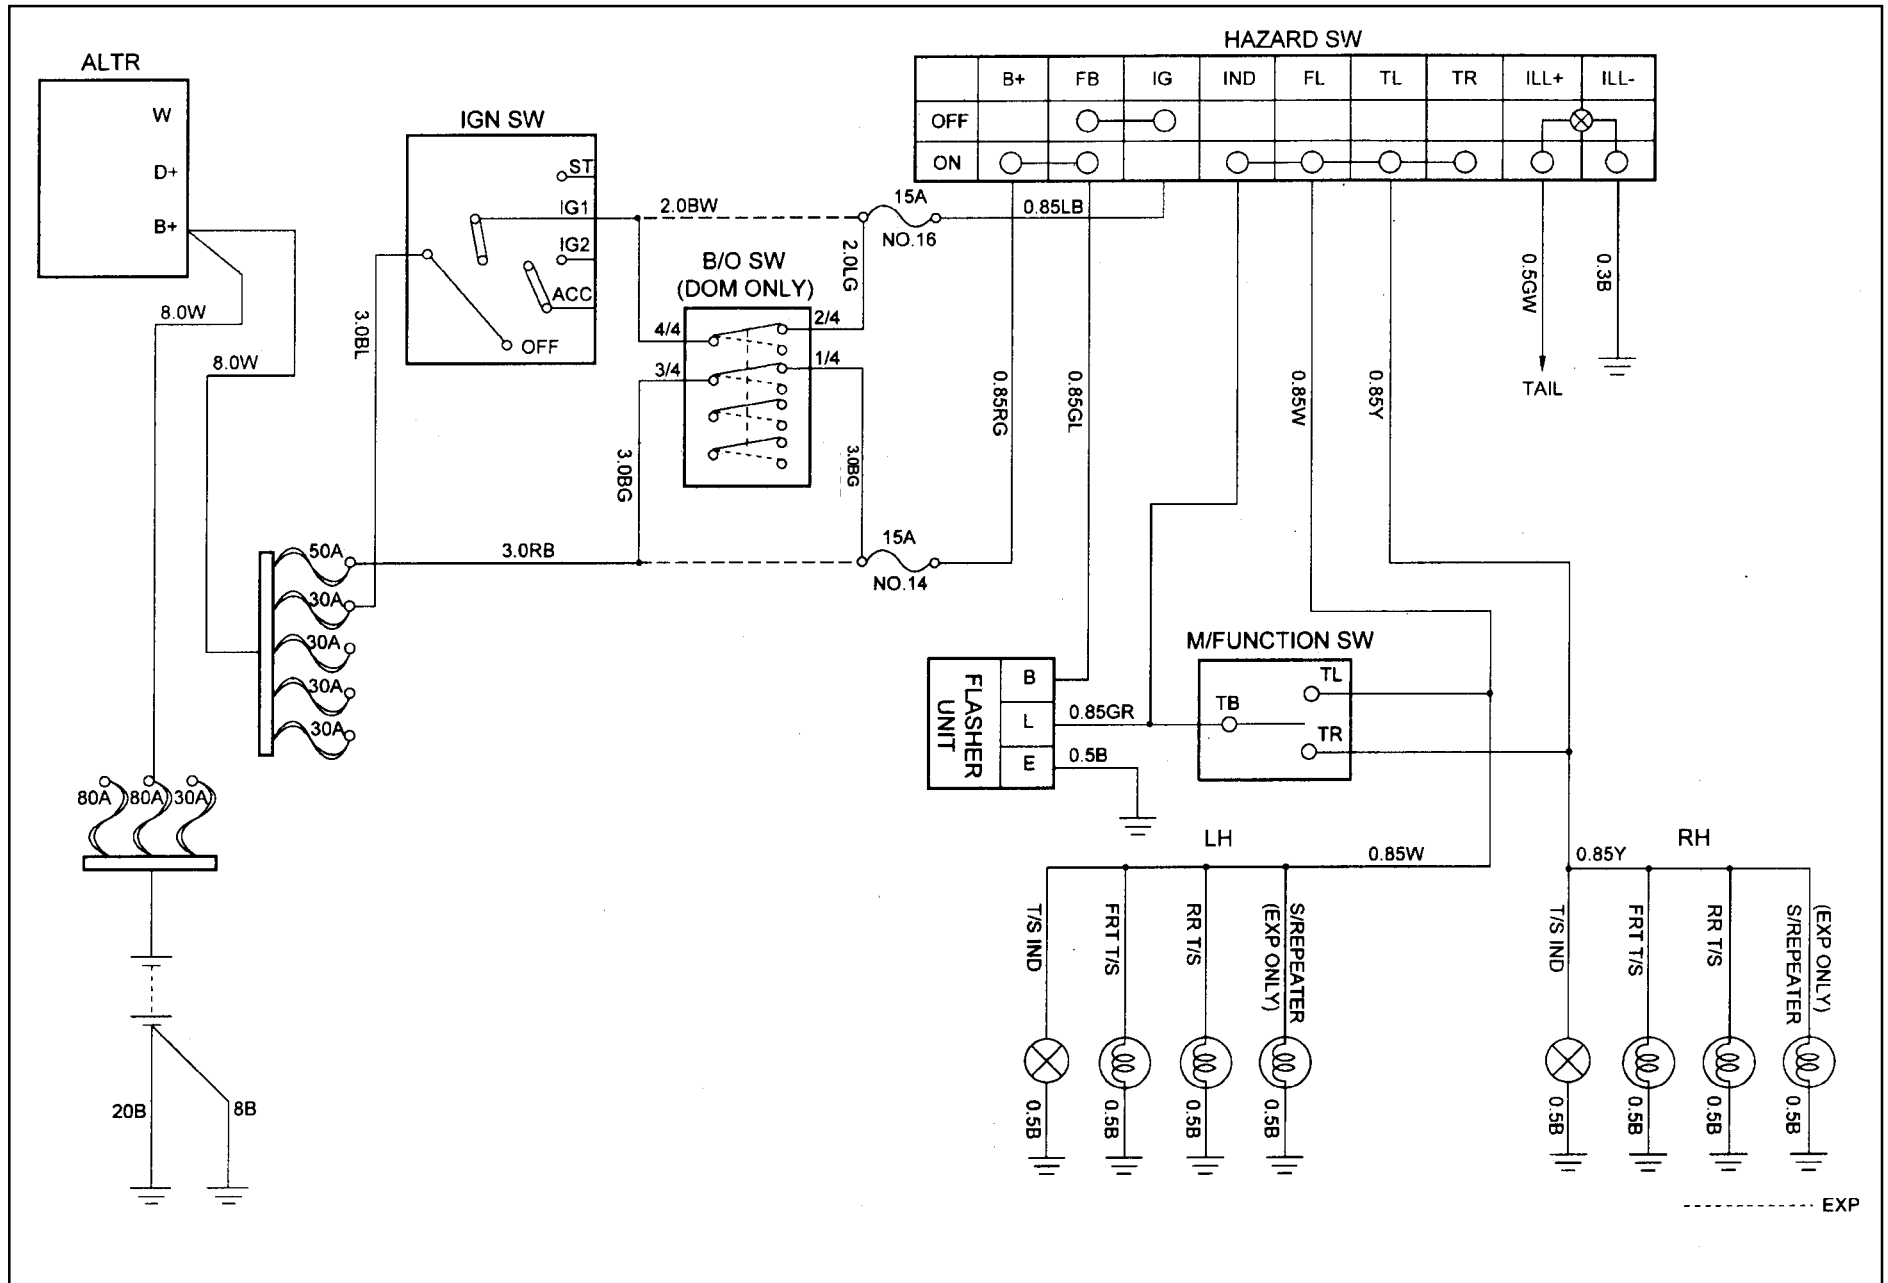 HAZARD SW
B+ FB IG IND FL TL TR ILL+ ILL-
OFF
ON
ALTR
W
D+
B+
IGN SW
ST
IG1
IG2
ACC
OFF
2.0BW
15A
NO.16
0.85LB
B/O SW
(DOM ONLY)
2.0LG
4/4
2/4
3/4
1/4
8.0W
8.0W
3.0BL
3.0BG
3.0BG
0.85RG
0.85GL
0.85W
0.85Y
0.5GW
0.3B
TAIL
50A
30A
30A
30A
30A
3.0RB
15A
NO.14
FLASHER
UNIT
B
L
E
0.85GR
0.5B
M/FUNCTION SW
TL
TB
TR
80A
80A
30A
20B
8B
LH
0.85W
T/S IND
FRT T/S
RR T/S
S/REPEATER
(EXP ONLY)
0.5B
0.5B
0.5B
0.5B
RH
0.85Y
T/S IND
FRT T/S
RR T/S
(EXP ONLY)
S/REPEATER
0.5B
0.5B
0.5B
0.5B
EXP